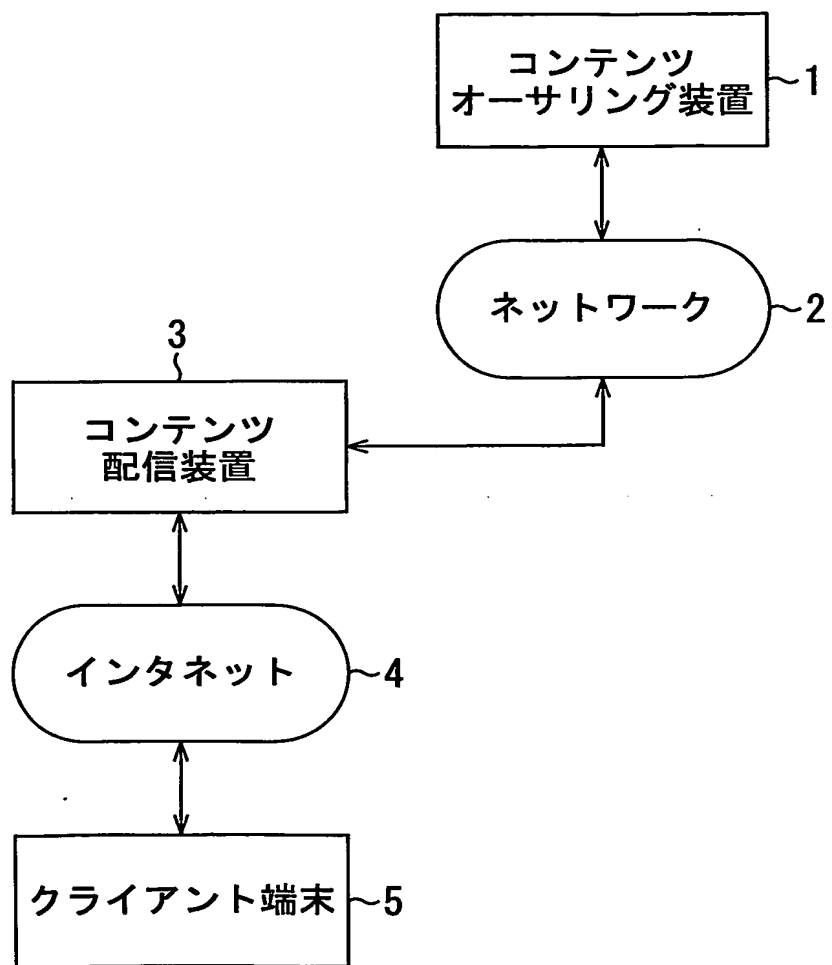 コンテンツ
オーサリング装置
1
ネットワーク
2
3
コンテンツ
配信装置
インタネット
4
クライアント端末
5